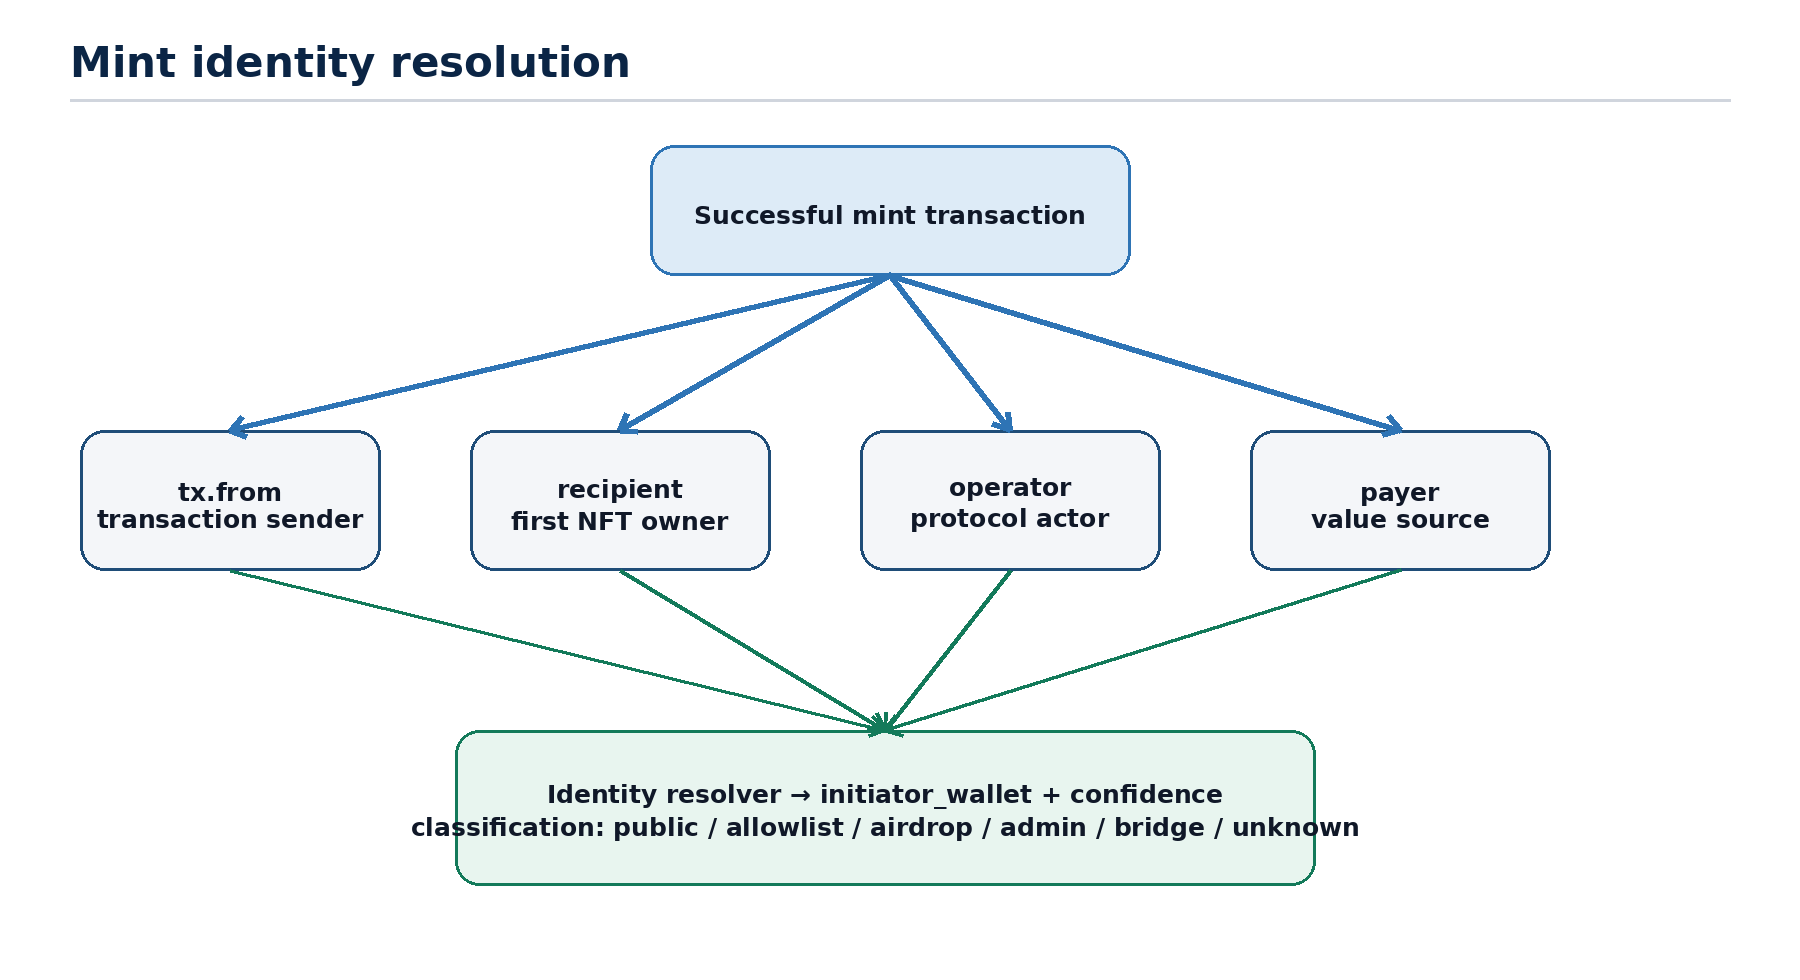 Mint identity resolution
Successful mint transaction
tx.from
transaction sender
recipient
first NFT owner
operator
protocol actor
payer
value source
Identity resolver → initiator_wallet + confidence
classification: public / allowlist / airdrop / admin / bridge / unknown